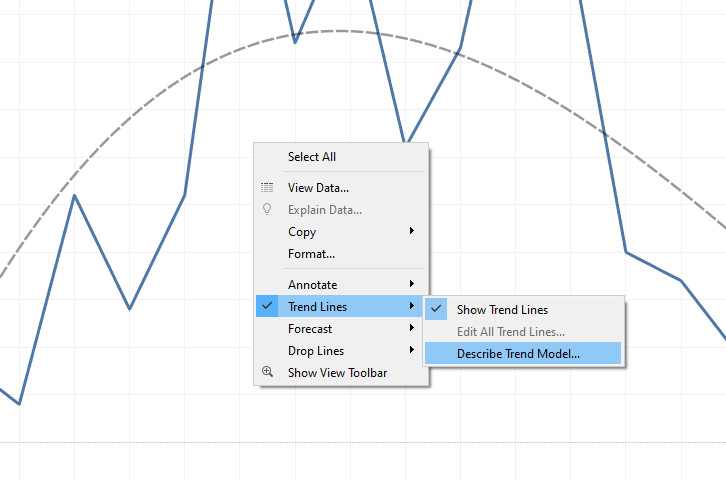 Select All
View Data...
Explain Data...
Copy
Format...
Annotate
Trend Lines
Forecast
Drop Lines
Show View Toolbar
Show Trend Lines
Edit All Trend Lines...
Describe Trend Model...